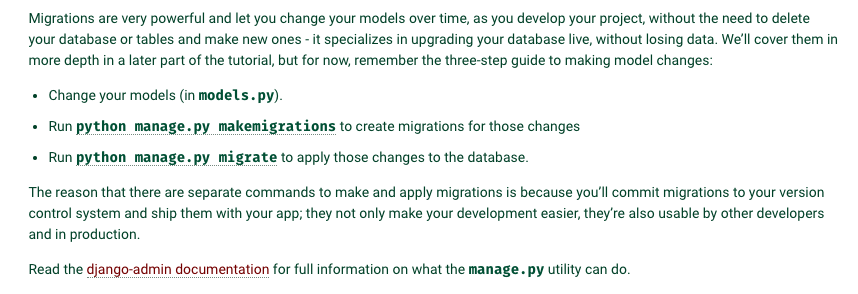 Migrations are very powerful and let you change your models over time, as you develop your project, without the need to delete
your database or tables and make new ones - it specializes in upgrading your database live, without losing data. We’ll cover them in
more depth in a later part of the tutorial, but for now, remember the three-step guide to making model changes:
• Change your models (in models.py).
• Run python manage.py makemigrations to create migrations for those changes
• Run python manage.py migrate to apply those changes to the database.
The reason that there are separate commands to make and apply migrations is because you’ll commit migrations to your version
control system and ship them with your app; they not only make your development easier, they’re also usable by other developers
and in production.
Read the django-admin documentation for full information on what the manage.py utility can do.